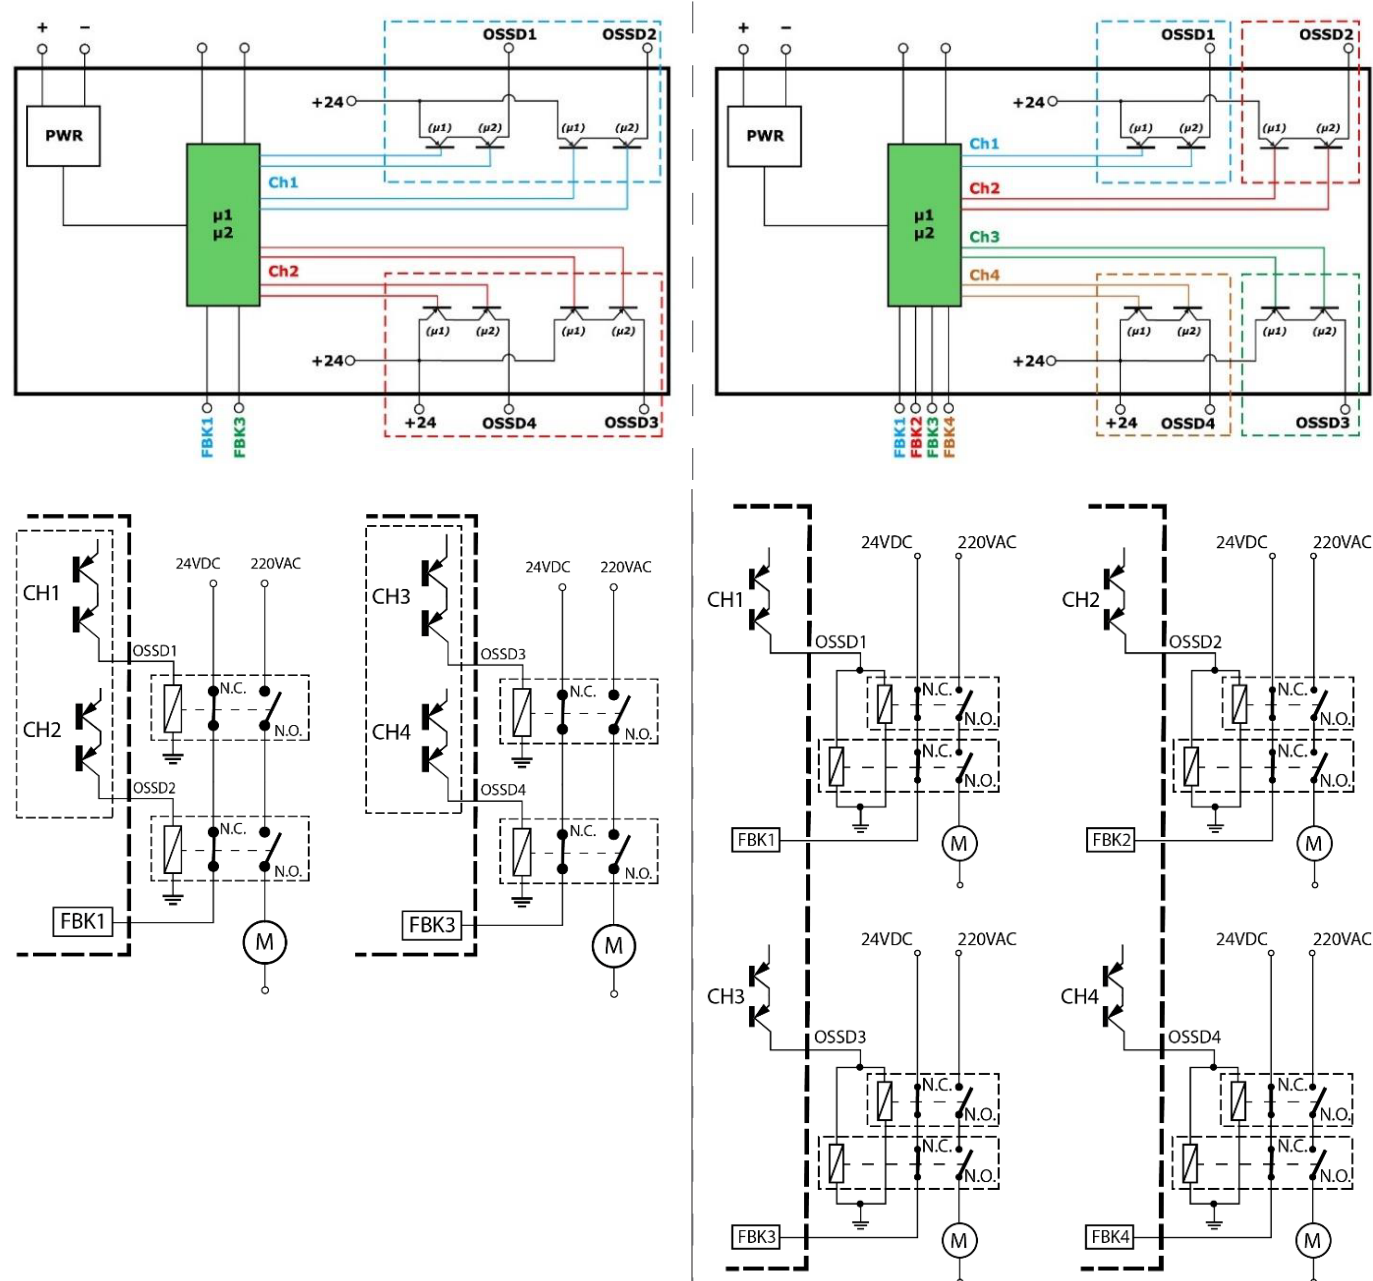 + −
OSSD1 OSSD2
+24
(µ1) (µ2) (µ1) (µ2)
PWR
Ch1
µ1
µ2
Ch2
(µ1) (µ2) (µ1) (µ2)
+24
+24 OSSD4 OSSD3
FBK1
FBK3
+ −
OSSD1 OSSD2
+24
(µ1) (µ2) (µ1) (µ2)
PWR
Ch1
Ch2
µ1
µ2
Ch3
Ch4
(µ1) (µ2) (µ1) (µ2)
+24
+24 OSSD4 OSSD3
FBK1
FBK2
FBK3
FBK4
24VDC 220VAC
CH1
OSSD1
N.C.
N.O.
CH2
OSSD2
N.C.
N.O.
FBK1
M
24VDC 220VAC
CH3
OSSD3
N.C.
N.O.
CH4
OSSD4
N.C.
N.O.
FBK3
M
24VDC 220VAC
CH1
OSSD1
N.C.
N.O.
N.C.
N.O.
FBK1
M
24VDC 220VAC
CH2
OSSD2
N.C.
N.O.
N.C.
N.O.
FBK2
M
24VDC 220VAC
CH3
OSSD3
N.C.
N.O.
N.C.
N.O.
FBK3
M
24VDC 220VAC
CH4
OSSD4
N.C.
N.O.
N.C.
N.O.
FBK4
M